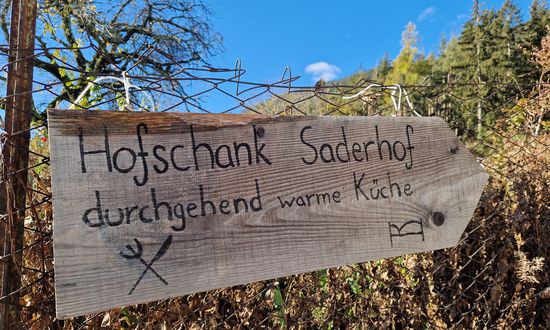 Hofschank Saderhof
durchgehend warme Küche